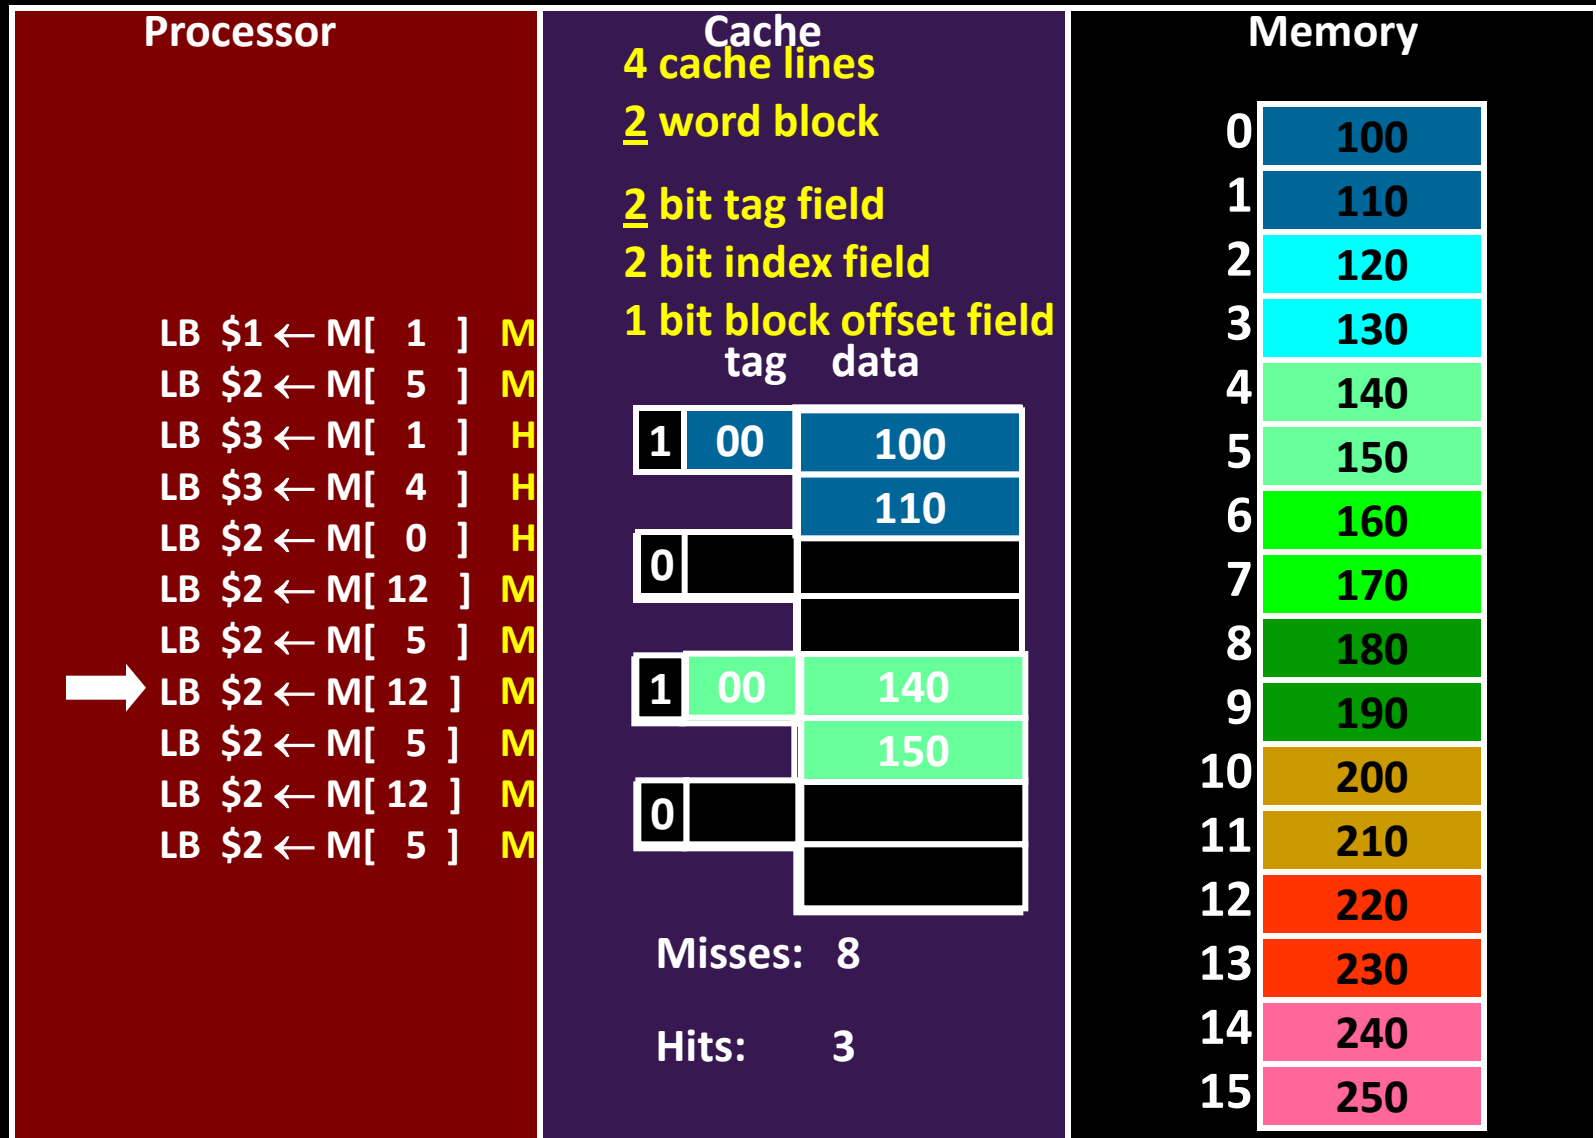 Processor
LB $1 ← M[ 1 ] M
LB $2 ← M[ 5 ] M
LB $3 ← M[ 1 ] H
LB $3 ← M[ 4 ] H
LB $2 ← M[ 0 ] H
LB $2 ← M[ 12 ] M
LB $2 ← M[ 5 ] M
LB $2 ← M[ 12 ] M
LB $2 ← M[ 5 ] M
LB $2 ← M[ 12 ] M
LB $2 ← M[ 5 ] M
Cache
4 cache lines
2 word block
2 bit tag field
2 bit index field
1 bit block offset field
tag data
1 00 100
110
0
1 00 140
150
0
Misses: 8
Hits: 3
Memory
0 100
1 110
2 120
3 130
4 140
5 150
6 160
7 170
8 180
9 190
10 200
11 210
12 220
13 230
14 240
15 250